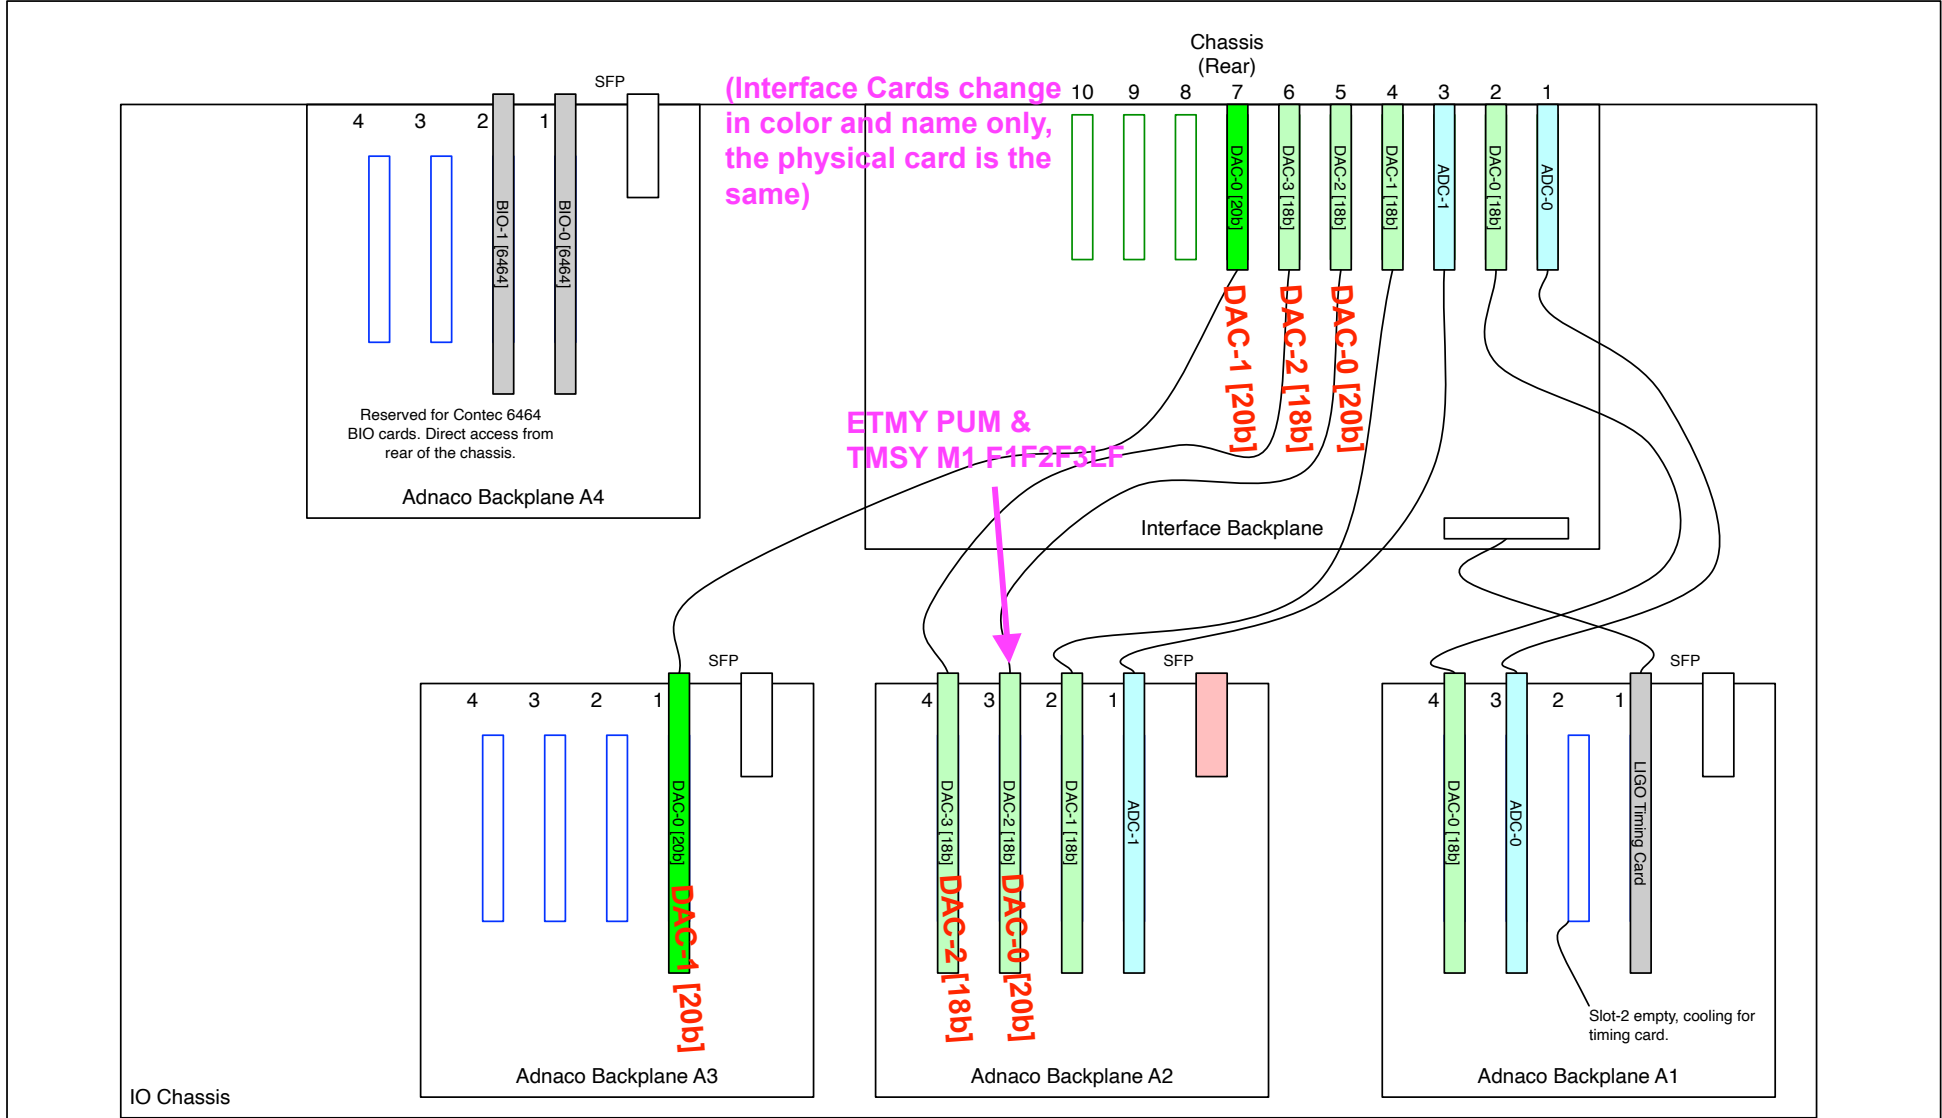 Chassis
(Rear)
SFP
4
3
2
1
BIO-1 [6464]
BIO-0 [6464]
Reserved for Contec 6464
BIO cards. Direct access from
rear of the chassis.
Adnaco Backplane A4
(Interface Cards change
in color and name only,
the physical card is the
same)
10
9
8
7
6
5
4
3
2
1
DAC-0 [20b]
DAC-3 [18b]
DAC-2 [18b]
DAC-1 [18b]
ADC-1
DAC-0 [18b]
ADC-0
DAC-1 [20b]
DAC-2 [18b]
DAC-0 [20b]
ETMY PUM &
TMSY M1 F1F2F3LF
Interface Backplane
SFP
4
3
2
1
DAC-0 [20b]
DAC-1 [20b]
Adnaco Backplane A3
SFP
4
3
2
1
DAC-3 [18b]
DAC-2 [18b]
DAC-1 [18b]
ADC-1
DAC-2 [18b]
DAC-0 [20b]
Adnaco Backplane A2
SFP
4
3
2
1
DAC-0 [18b]
ADC-0
LIGO Timing Card
Slot-2 empty, cooling for
timing card.
Adnaco Backplane A1
IO Chassis